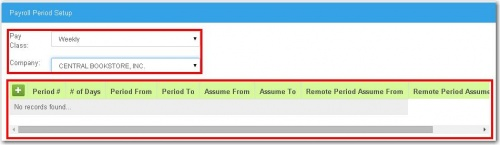 Payroll Period Setup
Pay Class: Weekly
Company: CENTRAL BOOKSTORE, INC.
Period # # of Days Period From Period To Assume From Assume To Remote Period Assume From Remote Period Assume
No records found...